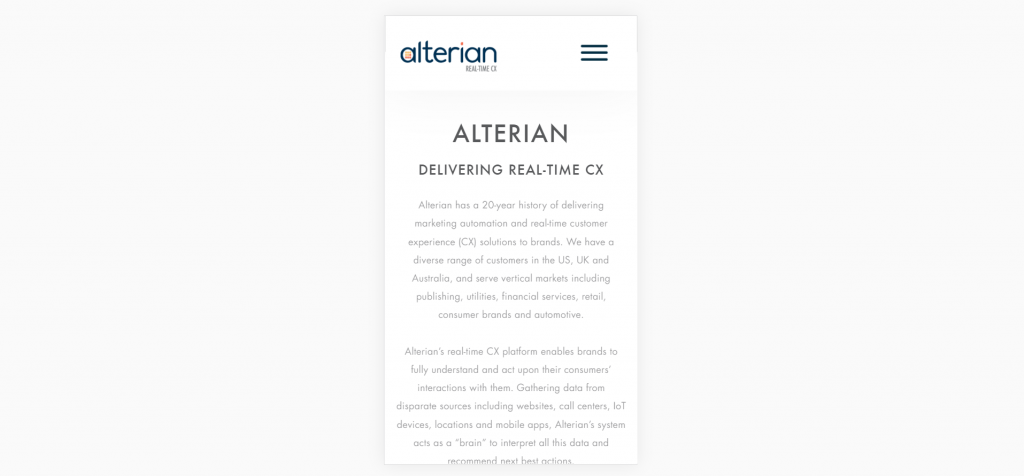 alterian
REAL-TIME CX
ALTERIAN
DELIVERING REAL-TIME CX
Alterian has a 20-year history of delivering
marketing automation and real-time customer
experience (CX) solutions to brands. We have a
diverse range of customers in the US, UK and
Australia, and serve vertical markets including
publishing, utilities, financial services, retail,
consumer brands and automotive.
Alterian’s real-time CX platform enables brands to
fully understand and act upon their consumers’
interactions with them. Gathering data from
disparate sources including websites, call centers, IoT
devices, locations and mobile apps, Alterian’s system
acts as a “brain” to interpret all this data and
recommend next best actions.